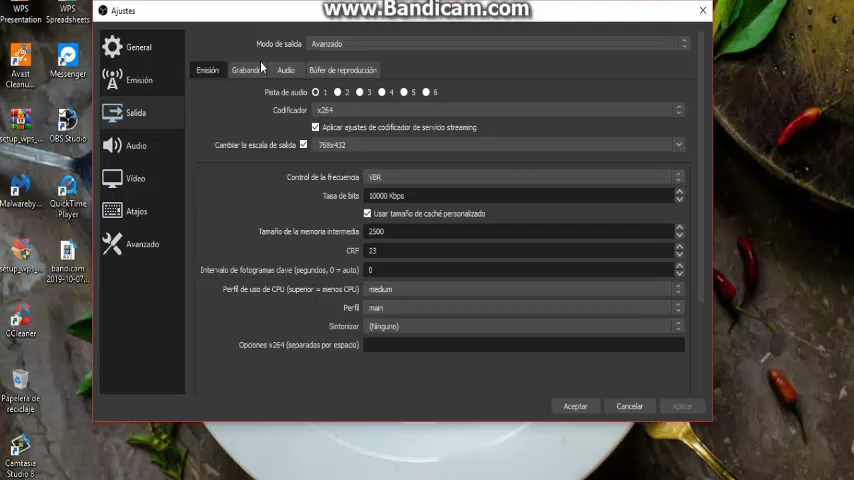 www.Bandicam.com
Ajustes
General
Emisión
Salida
Audio
Vídeo
Atajos
Avanzado
Modo de salida Avanzado
Emisión Grabando Audio Búfer de reproducción
Pista de audio 1 2 3 4 5 6
Codificador x264
Aplicar ajustes de codificador de servicio streaming
Cambiar la escala de salida 768x432
Control de la frecuencia VBR
Tasa de bits 10000 Kbps
Usar tamaño de caché personalizado
Tamaño de la memoria intermedia 2500
CRF 23
Intervalo de fotogramas clave (segundos, 0 = auto) 0
Perfil de uso de CPU (superior = menos CPU) medium
Perfil main
Sintonizar (Ninguno)
Opciones x264 (separadas por espacio)
Aceptar Cancelar Aplicar
WPS Presentation
WPS Spreadsheets
Avast Cleanu...
Messenger
setup_wps_...
OBS Studio
Malwareby...
QuickTime Player
setup_wps_...
bandicam 2019-10-07...
CCleaner
Papelera de reciclaje
Camtasia Studio 8